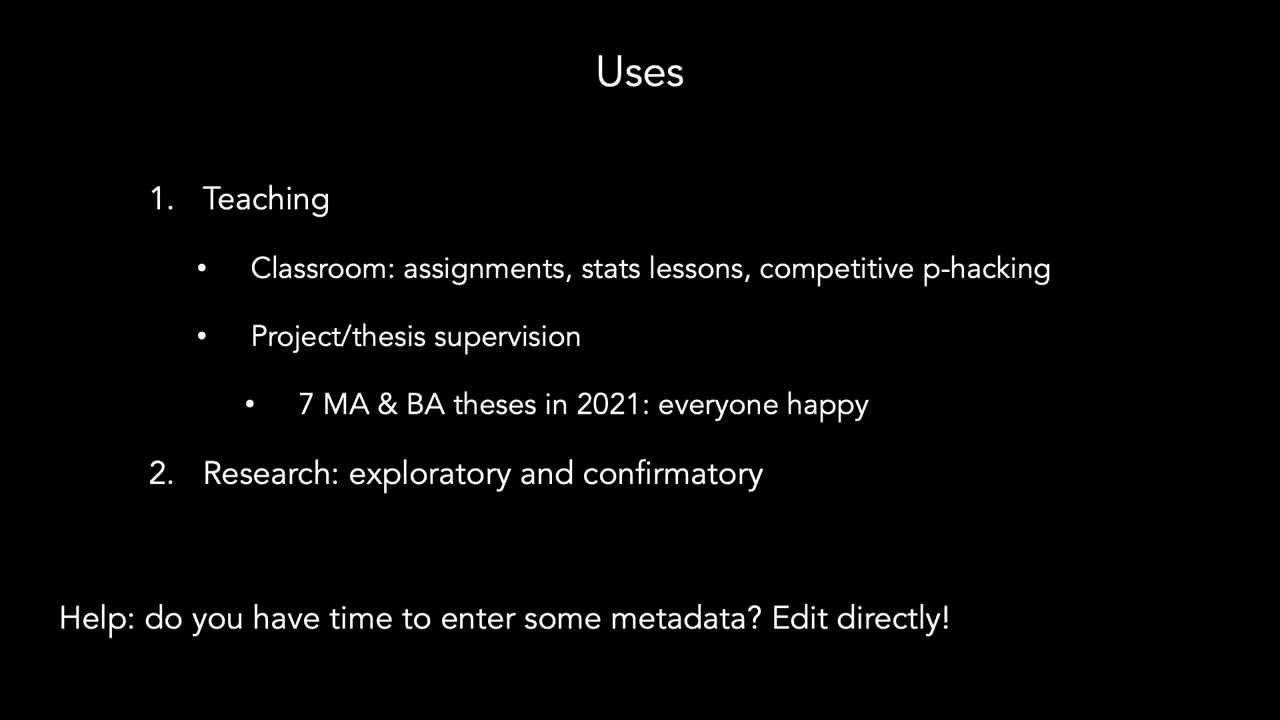 Uses
1. Teaching
• Classroom: assignments, stats lessons, competitive p-hacking
• Project/thesis supervision
• 7 MA & BA theses in 2021: everyone happy
2. Research: exploratory and confirmatory
Help: do you have time to enter some metadata? Edit directly!